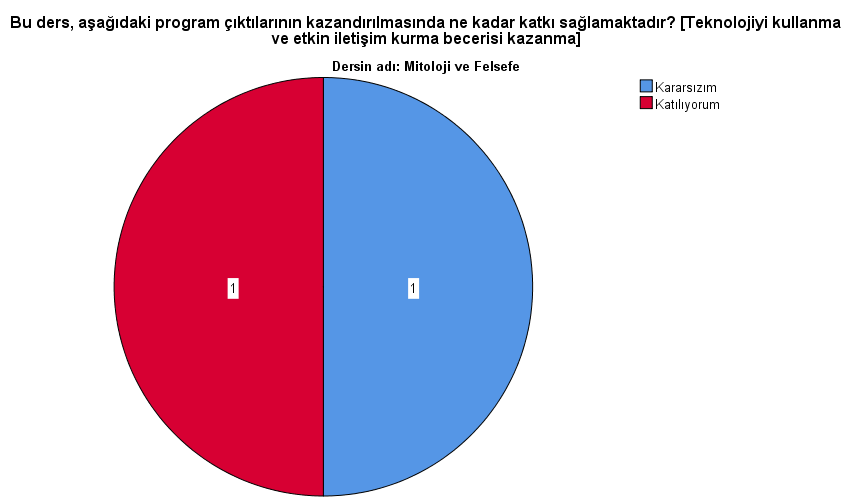 Bu ders, aşağıdaki program çıktılarının kazandırılmasında ne kadar katkı sağlamaktadır? [Teknolojiyi kullanma
ve etkin iletişim kurma becerisi kazanma]
Dersin adı: Mitoloji ve Felsefe
Kararsızım
Katılıyorum
1
1